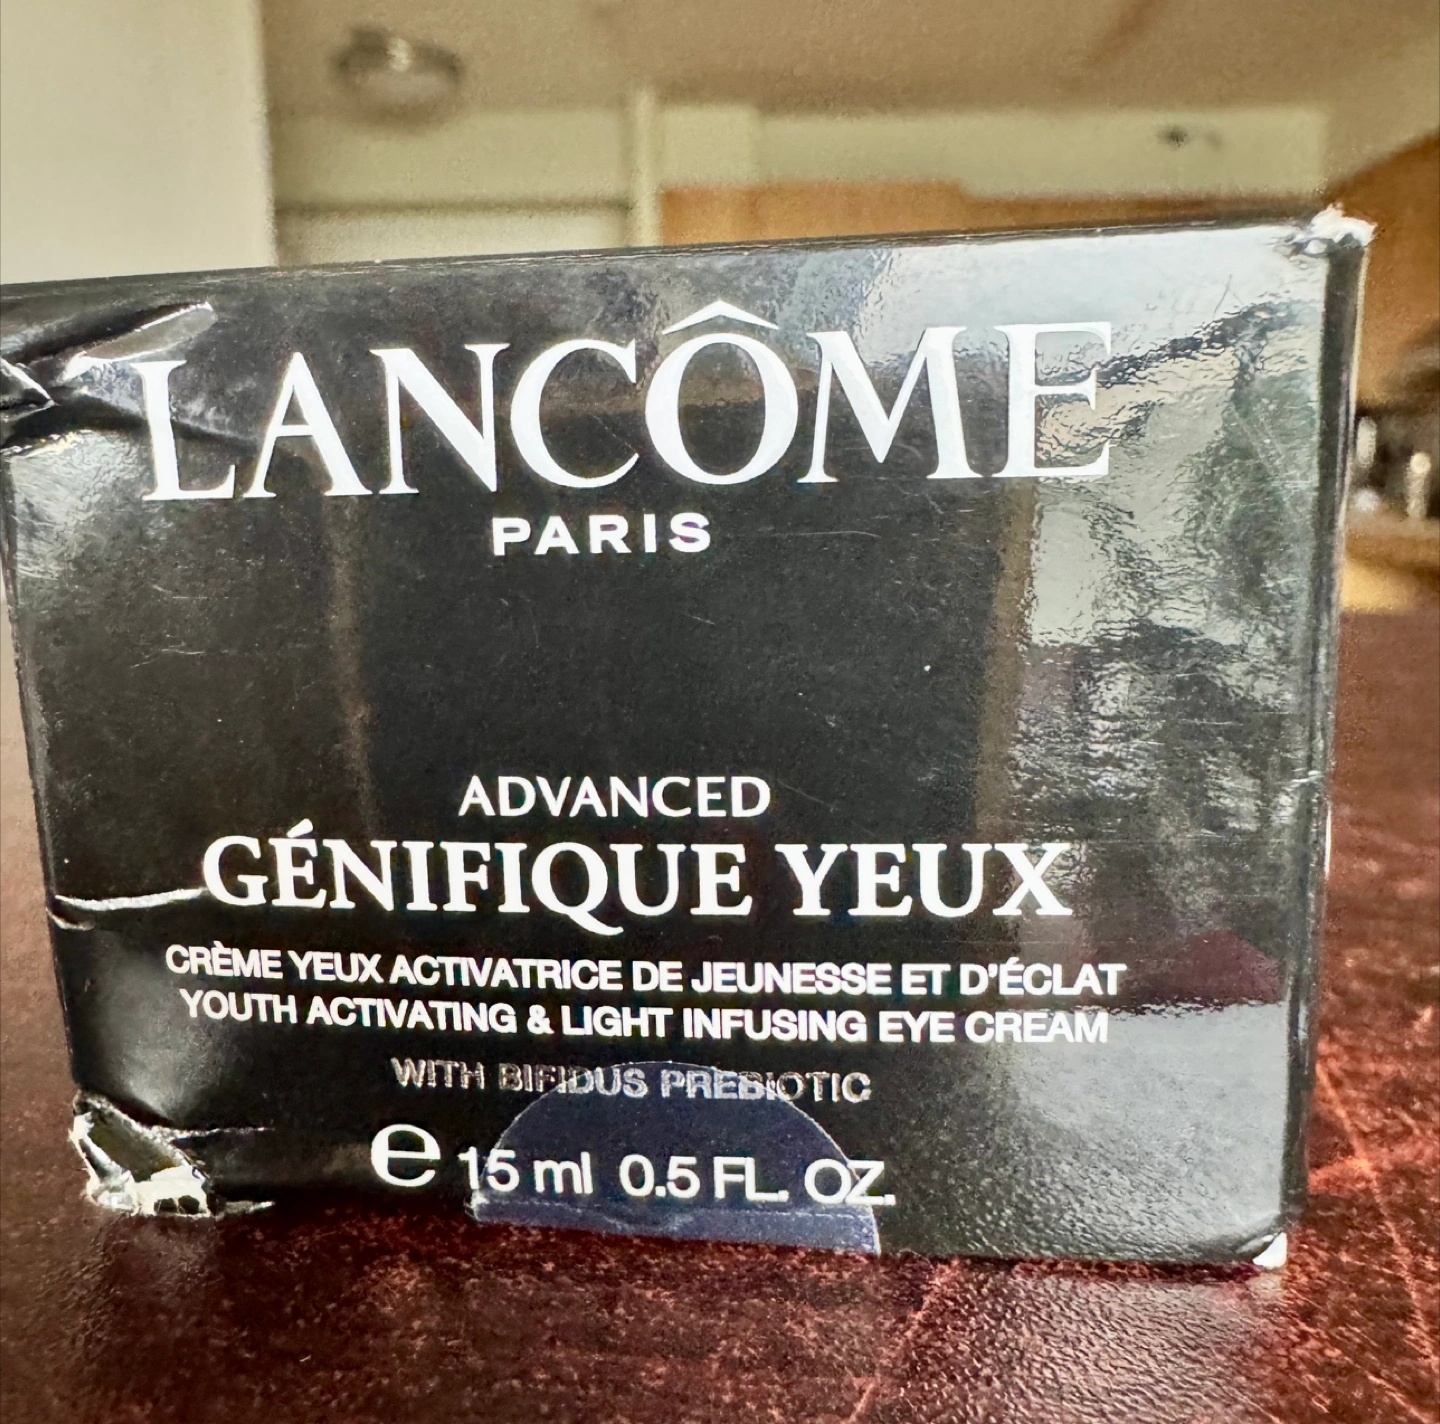 LANCÔME
PARIS
ADVANCED
GÉNIFIQUE YEUX
CRÈME YEUX ACTIVATRICE DE JEUNESSE ET D'ÉCLAT
YOUTH ACTIVATING & LIGHT INFUSING EYE CREAM
WITH BIFIDUS PREBIOTIC
e 15 ml 0.5 FL. OZ.